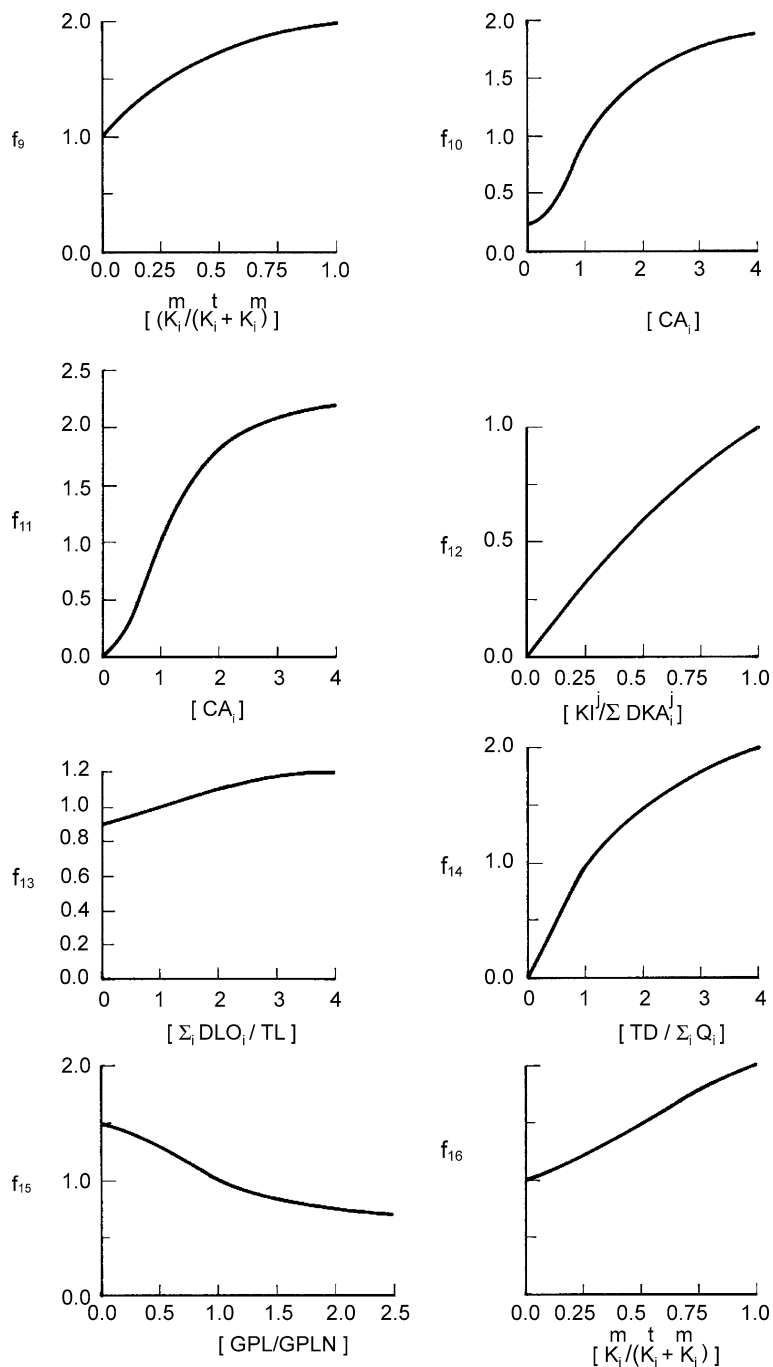 2.0
f₉
1.0
0.0
0.0 0.25 0.5 0.75 1.0
m t m
[ (Kᵢ/(Kᵢ + Kᵢ) ]
2.0
1.5
f₁₀
1.0
0.5
0.0
0 1 2 3 4
[ CAᵢ ]
2.5
2.0
1.5
f₁₁
1.0
0.5
0.0
0 1 2 3 4
[ CAᵢ ]
1.0
f₁₂
0.5
0.0
0.0 0.25 0.5 0.75 1.0
[ KIʲ/Σ DKAᵢʲ]
1.2
1.0
0.8
f₁₃
0.6
0.4
0.2
0.0
0 1 2 3 4
[ Σᵢ DLOᵢ / TL ]
2.0
f₁₄
1.0
0.0
0 1 2 3 4
[ TD / Σᵢ Qᵢ ]
2.0
f₁₅
1.0
0.0
0.0 0.5 1.0 1.5 2.0 2.5
[ GPL/GPLN ]
f₁₆
0.0 0.25 0.5 0.75 1.0
m t m
[ Kᵢ/(Kᵢ + Kᵢ) ]